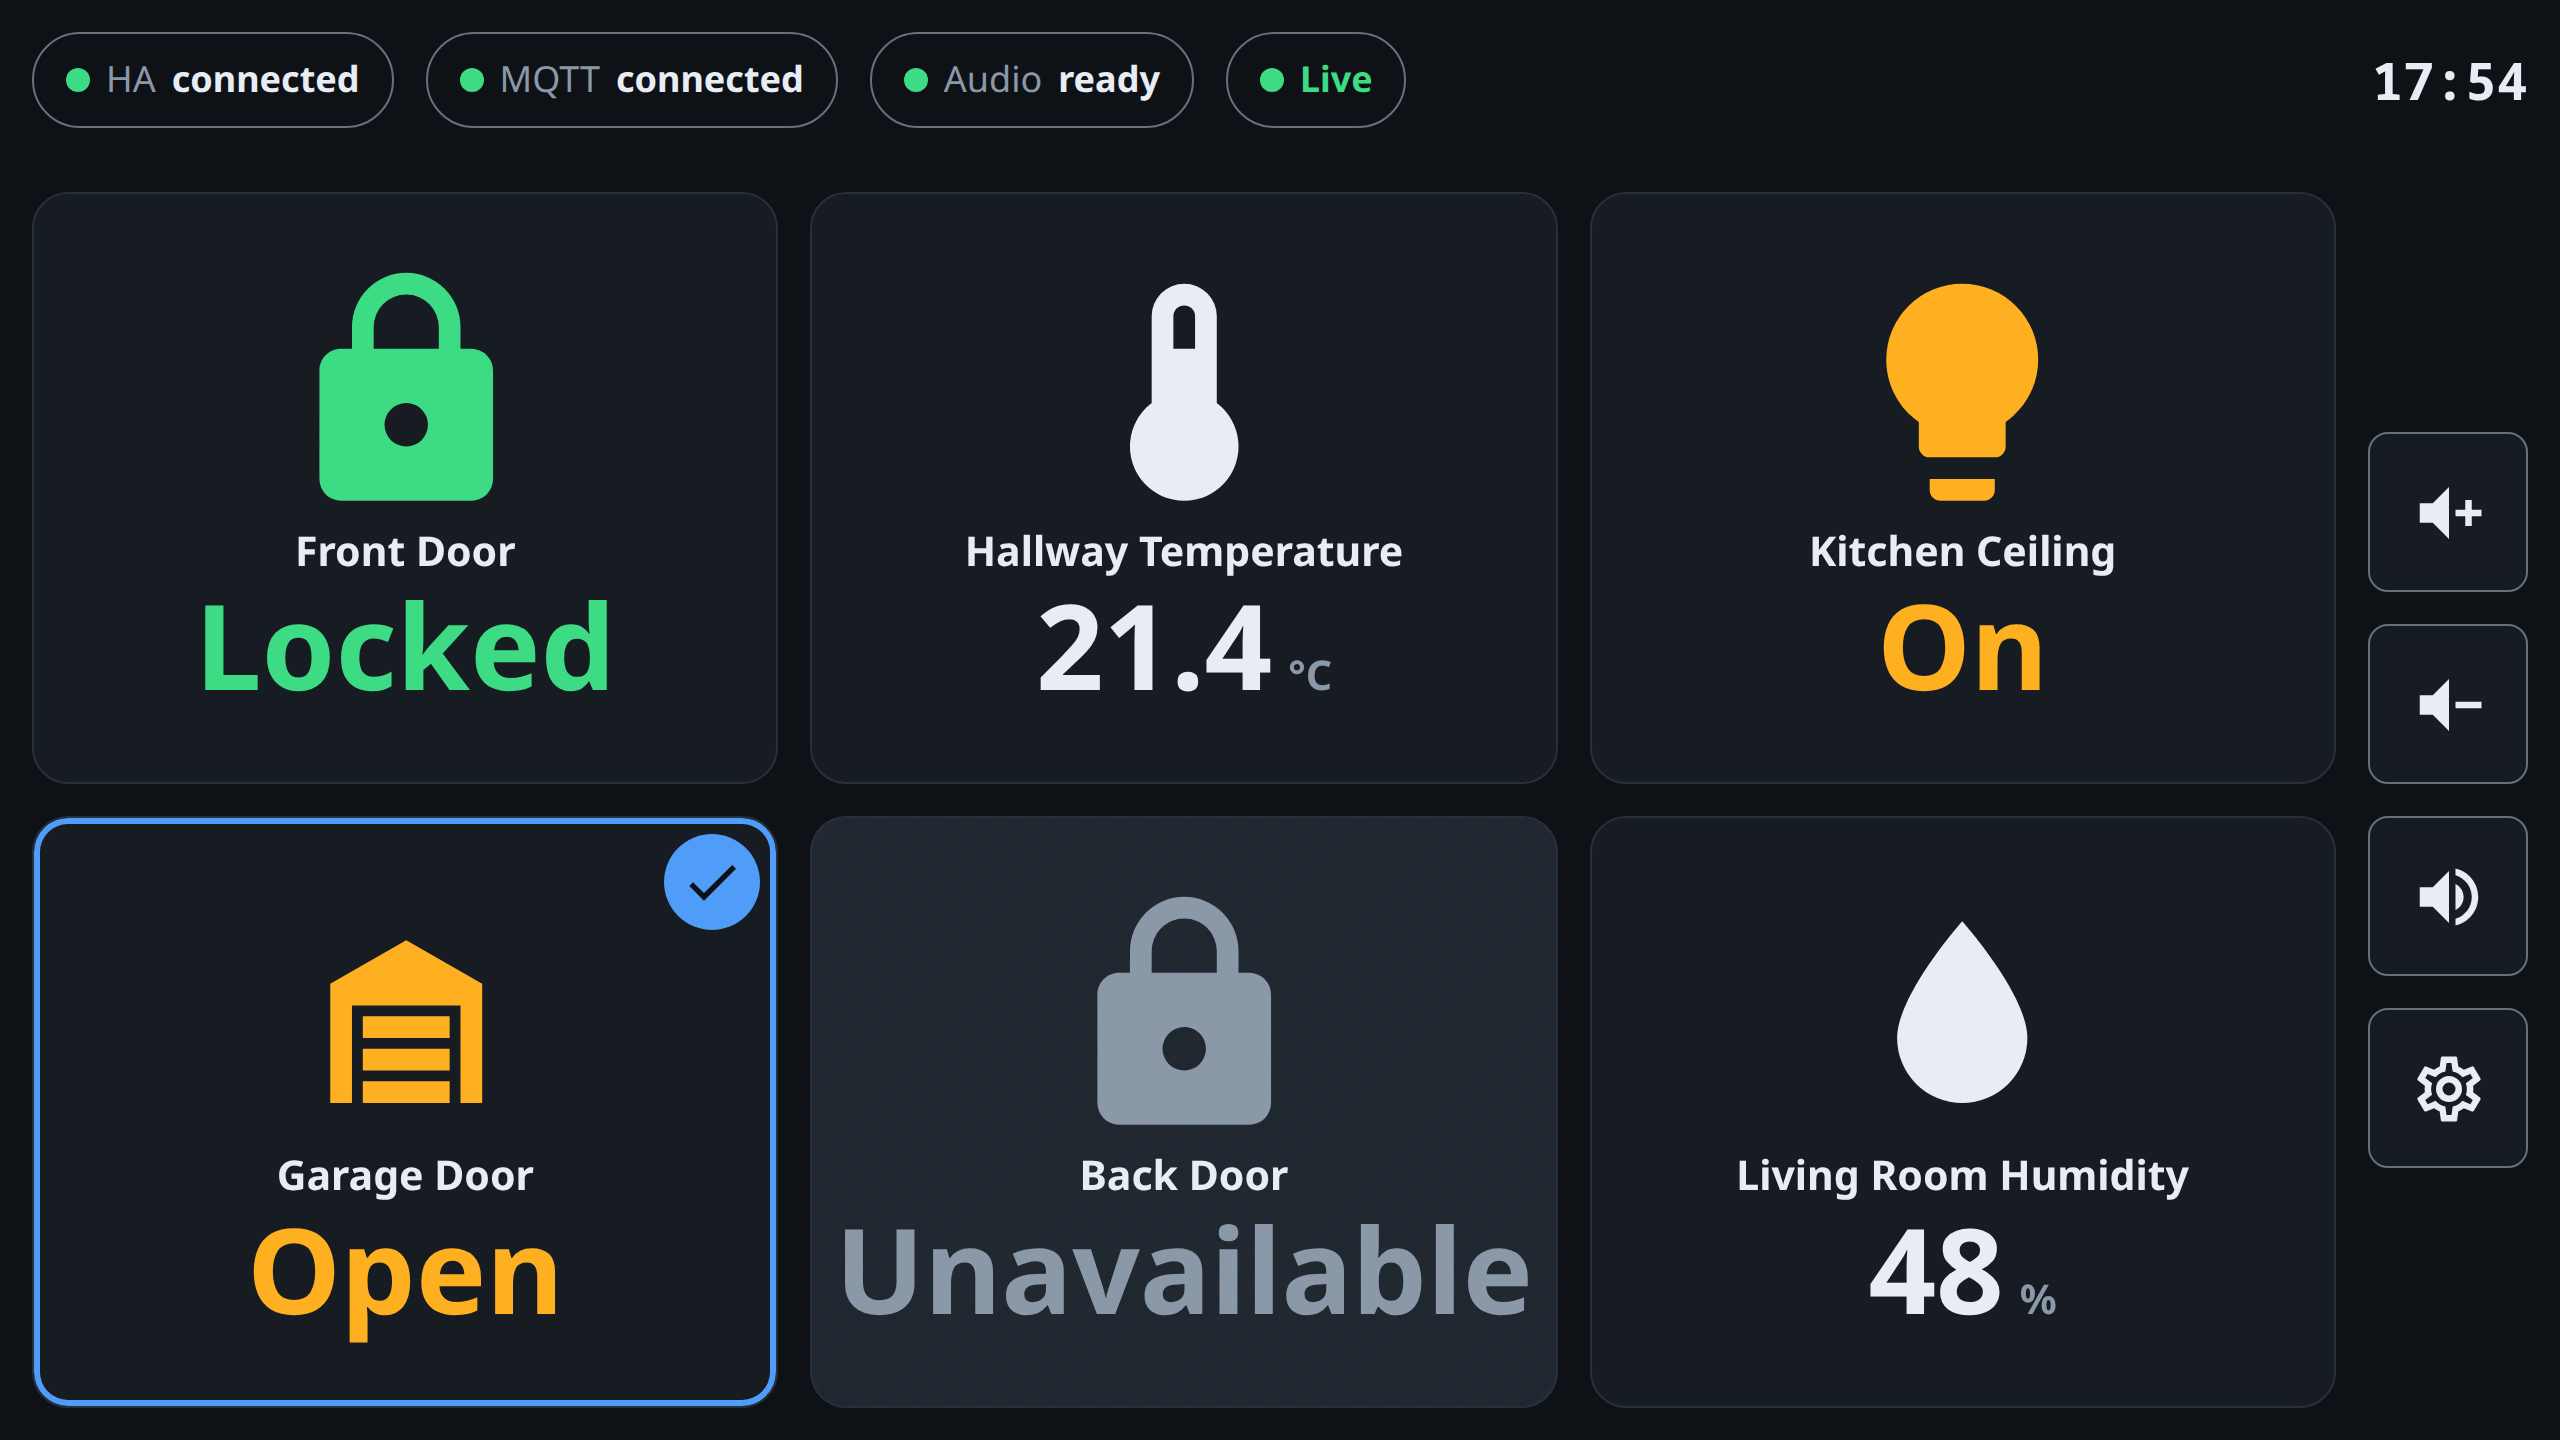 HA connected MQTT connected Audio ready Live 17:54
Front Door
Locked
Hallway Temperature
21.4 °C
Kitchen Ceiling
On
Garage Door
Open
Back Door
Unavailable
Living Room Humidity
48 %